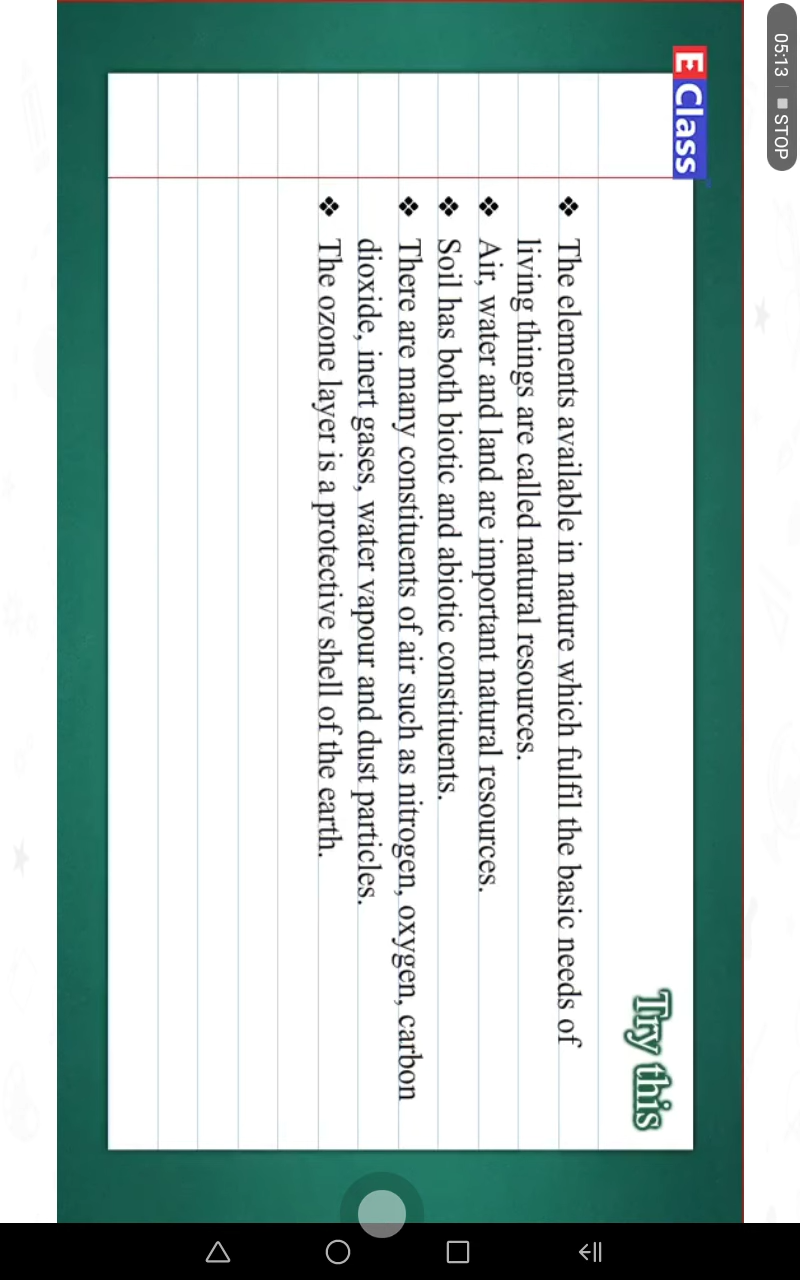 05:13 STOP
E Class
Try this
❖ The elements available in nature which fulfil the basic needs of
living things are called natural resources.
❖ Air, water and land are important natural resources.
❖ Soil has both biotic and abiotic constituents.
❖ There are many constituents of air such as nitrogen, oxygen, carbon
dioxide, inert gases, water vapour and dust particles.
❖ The ozone layer is a protective shell of the earth.